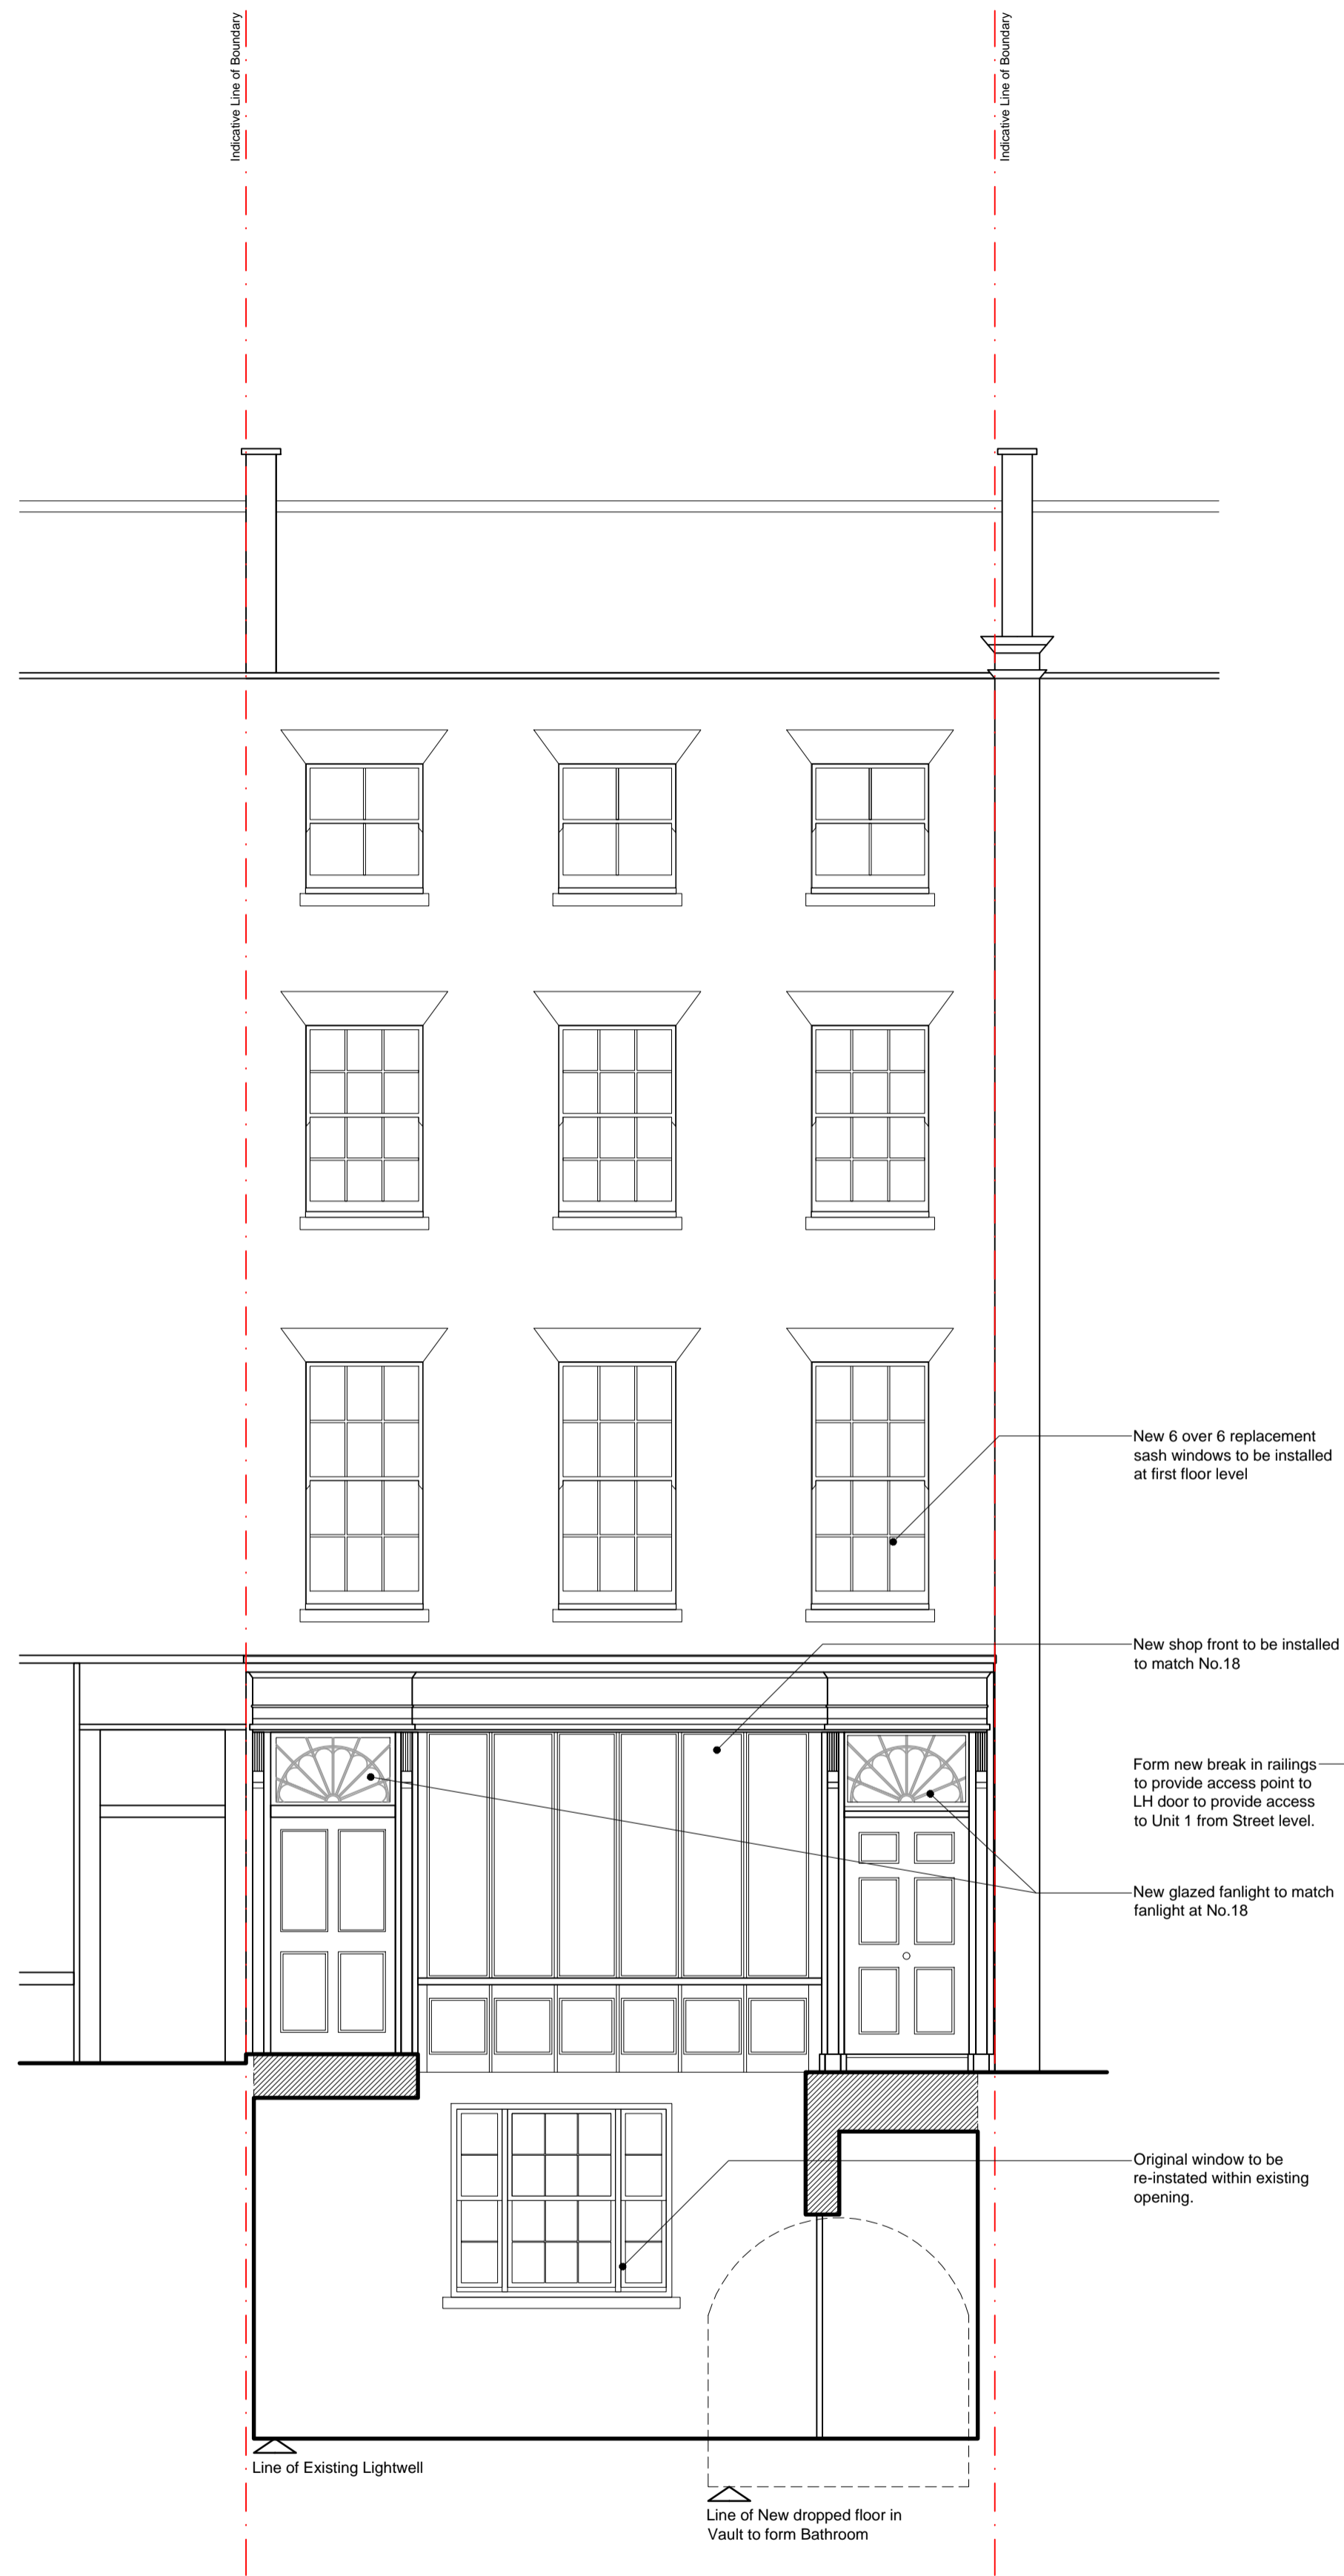 Indicative Line of Boundary
Indicative Line of Boundary
New 6 over 6 replacement
sash windows to be installed
at first floor level
New shop front to be installed
to match No.18
Form new break in railings
to provide access point to
LH door to provide access
to Unit 1 from Street level.
New glazed fanlight to match
fanlight at No.18
Original window to be
re-instated within existing
opening.
Line of Existing Lightwell
Line of New dropped floor in
Vault to form Bathroom